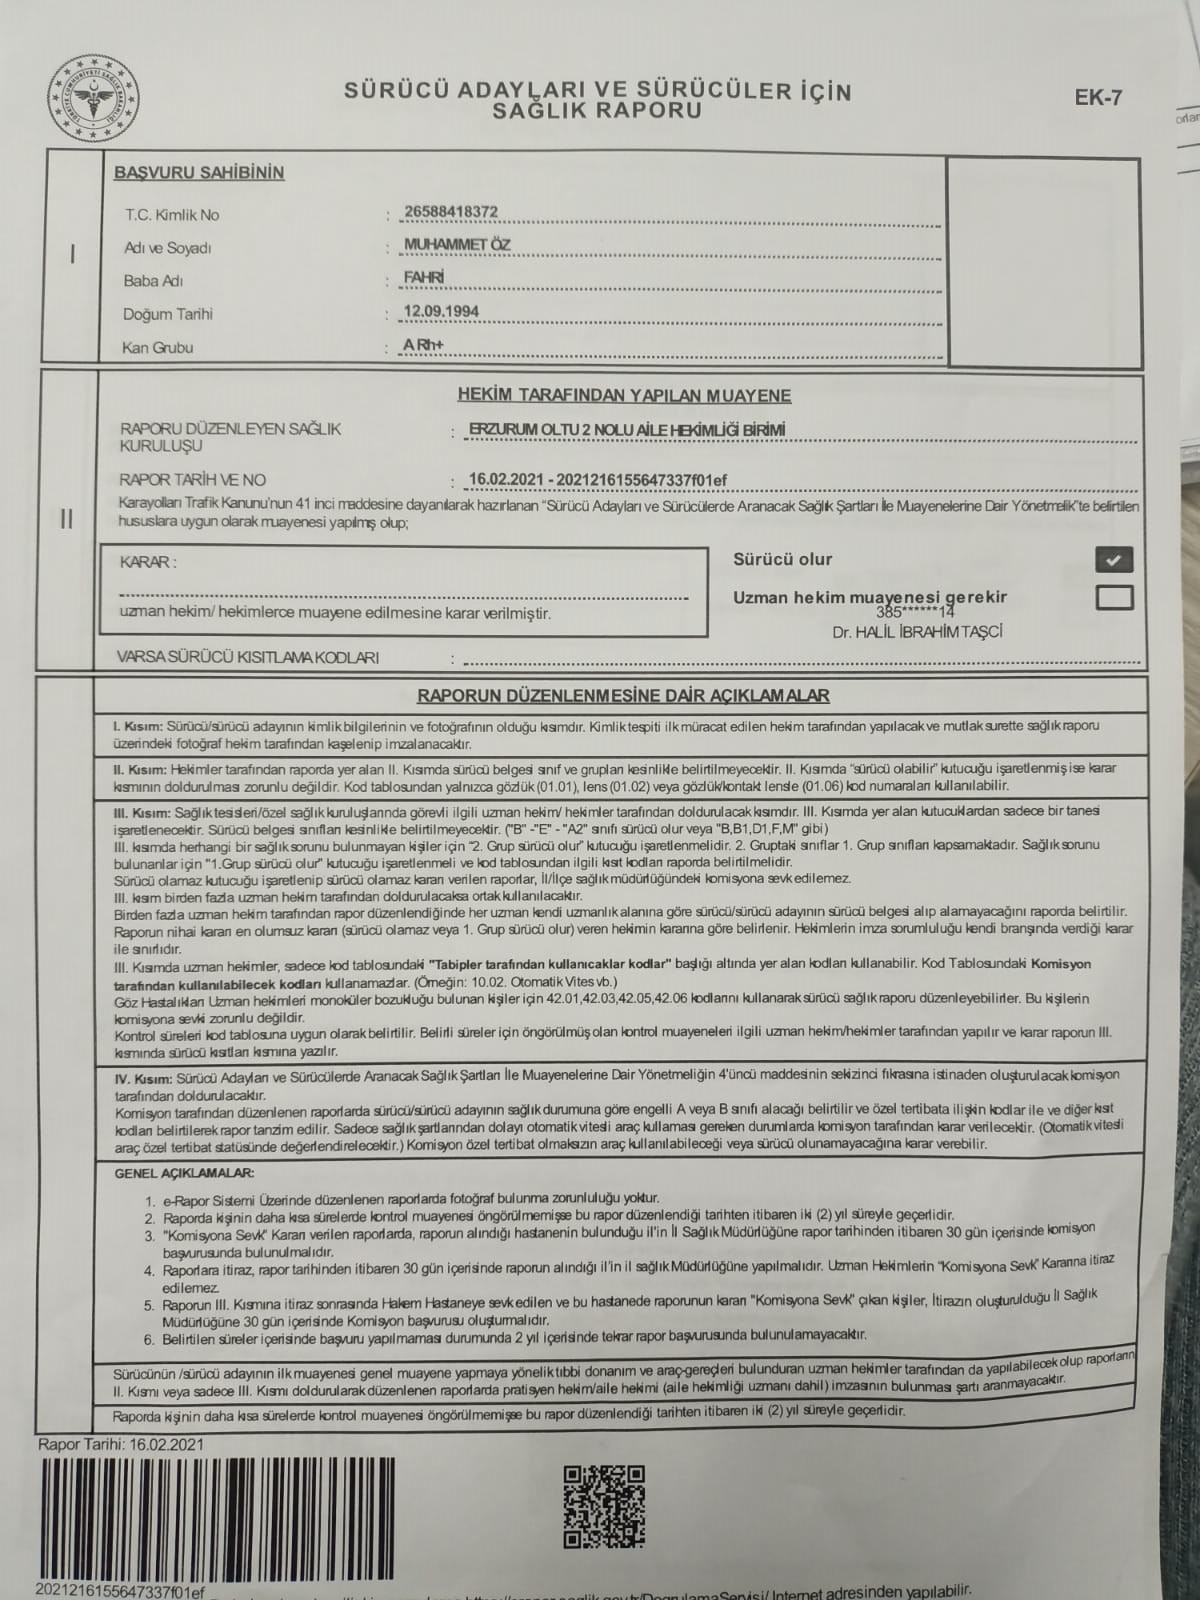 SÜRÜCÜ ADAYLARI VE SÜRÜCÜLER İÇİN
SAĞLIK RAPORU
EK-7
I
BAŞVURU SAHİBİNİN
T.C. Kimlik No : 26588418372
Adı ve Soyadı : MUHAMMET ÖZ
Baba Adı : FAHRİ
Doğum Tarihi : 12.09.1994
Kan Grubu : A Rh+
II
HEKİM TARAFINDAN YAPILAN MUAYENE
RAPORU DÜZENLEYEN SAĞLIK
KURULUŞU : ERZURUM OLTU 2 NOLU AİLE HEKİMLİĞİ BİRİMİ
RAPOR TARİH VE NO : 16.02.2021 - 2021216155647337f01ef
Karayolları Trafik Kanunu'nun 41 inci maddesine dayanılarak hazırlanan "Sürücü Adayları ve Sürücülerde Aranacak Sağlık Şartları İle Muayenelerine Dair Yönetmelik"te belirtilen
hususlara uygun olarak muayenesi yapılmış olup;
KARAR :
uzman hekim/ hekimlerce muayene edilmesine karar verilmiştir.
Sürücü olur
Uzman hekim muayenesi gerekir
385******14
Dr. HALİL İBRAHİM TAŞCİ
VARSA SÜRÜCÜ KISITLAMA KODLARI :
RAPORUN DÜZENLENMESİNE DAİR AÇIKLAMALAR
I. Kısım: Sürücü/sürücü adayının kimlik bilgilerinin ve fotoğrafının olduğu kısımdır. Kimlik tespiti ilk müracat edilen hekim tarafından yapılacak ve mutlak surette sağlık raporu
üzerindeki fotoğraf hekim tarafından kaşelenip imzalanacaktır.
II. Kısım: Hekimler tarafından raporda yer alan II. Kısımda sürücü belgesi sınıf ve grupları kesinlikle belirtilmeyecektir. II. Kısımda "sürücü olabilir" kutucuğu işaretlenmiş ise karar
kısmının doldurulması zorunlu değildir. Kod tablosundan yalnızca gözlük (01.01), lens (01.02) veya gözlük/kontakt lensle (01.06) kod numaraları kullanılabilir.
III. Kısım: Sağlık tesisleri/özel sağlık kuruluşlarında görevli ilgili uzman hekim/ hekimler tarafından doldurulacak kısımdır. III. Kısımda yer alan kutucuklardan sadece bir tanesi
işaretlenecektir. Sürücü belgesi sınıfları kesinlikle belirtilmeyecektir. ("B" -"E" - "A2" sınıfı sürücü olur veya "B,B1,D1,F,M" gibi)
III. kısımda herhangi bir sağlık sorunu bulunmayan kişiler için "2. Grup sürücü olur" kutucuğu işaretlenmelidir. 2. Gruptaki sınıflar 1. Grup sınıfları kapsamaktadır. Sağlık sorunu
bulunanlar için "1.Grup sürücü olur" kutucuğu işaretlenmeli ve kod tablosundan ilgili kısıt kodları raporda belirtilmelidir.
Sürücü olamaz kutucuğu işaretlenip sürücü olamaz kararı verilen raporlar, İl/İlçe sağlık müdürlüğündeki komisyona sevk edilemez.
III. kısım birden fazla uzman hekim tarafından doldurulacaksa ortak kullanılacaktır.
Birden fazla uzman hekim tarafından rapor düzenlendiğinde her uzman kendi uzmanlık alanına göre sürücü/sürücü adayının sürücü belgesi alıp alamayacağını raporda belirtilir.
Raporun nihai kararı en olumsuz kararı (sürücü olamaz veya 1. Grup sürücü olur) veren hekimin kararına göre belirlenir. Hekimlerin imza sorumluluğu kendi branşında verdiği karar
ile sınırlıdır.
III. Kısımda uzman hekimler, sadece kod tablosundaki "Tabipler tarafından kullanıcaklar kodlar" başlığı altında yer alan kodları kullanabilir. Kod Tablosundaki Komisyon
tarafından kullanılabilecek kodları kullanamazlar. (Örneğin: 10.02. Otomatik Vites vb.)
Göz Hastalıkları Uzman hekimleri monoküler bozukluğu bulunan kişiler için 42.01,42.03,42.05,42.06 kodlarını kullanarak sürücü sağlık raporu düzenleyebilirler. Bu kişilerin
komisyona sevki zorunlu değildir.
Kontrol süreleri kod tablosuna uygun olarak belirtilir. Belirli süreler için öngörülmüş olan kontrol muayeneleri ilgili uzman hekim/hekimler tarafından yapılır ve karar raporun III.
kısmında sürücü kısıtları kısmına yazılır.
IV. Kısım: Sürücü Adayları ve Sürücülerde Aranacak Sağlık Şartları İle Muayenelerine Dair Yönetmeliğin 4'üncü maddesinin sekizinci fıkrasına istinaden oluşturulacak komisyon
tarafından doldurulacaktır.
Komisyon tarafından düzenlenen raporlarda sürücü/sürücü adayının sağlık durumuna göre engelli A veya B sınıfı alacağı belirtilir ve özel tertibata ilişkin kodlar ile ve diğer kısıt
kodları belirtilerek rapor tanzim edilir. Sadece sağlık şartlarından dolayı otomatik vitesli araç kullaması gereken durumlarda komisyon tarafından karar verilecektir. (Otomatik vitesli
araç özel tertibat statüsünde değerlendirelecektir.) Komisyon özel tertibat olmaksızın araç kullanılabileceği veya sürücü olunamayacağına karar verebilir.
GENEL AÇIKLAMALAR:
1. e-Rapor Sistemi Üzerinde düzenlenen raporlarda fotoğraf bulunma zorunluluğu yoktur.
2. Raporda kişinin daha kısa sürelerde kontrol muayenesi öngörülmemişse bu rapor düzenlendiği tarihten itibaren iki (2) yıl süreyle geçerlidir.
3. "Komisyona Sevk" Kararı verilen raporlarda, raporun alındığı hastanenin bulunduğu il'in İl Sağlık Müdürlüğüne rapor tarihinden itibaren 30 gün içerisinde komisyon
başvurusunda bulunulmalıdır.
4. Raporlara itiraz, rapor tarihinden itibaren 30 gün içerisinde raporun alındığı il'in il sağlık Müdürlüğüne yapılmalıdır. Uzman Hekimlerin "Komisyona Sevk" Kararına itiraz
edilemez.
5. Raporun III. Kısmına itiraz sonrasında Hakem Hastaneye sevk edilen ve bu hastanede raporunun kararı "Komisyona Sevk" çıkan kişiler, İtirazın oluşturulduğu İl Sağlık
Müdürlüğüne 30 gün içerisinde Komisyon başvurusu oluşturmalıdır.
6. Belirtilen süreler içerisinde başvuru yapılmaması durumunda 2 yıl içerisinde tekrar rapor başvurusunda bulunulamayacaktır.
Sürücünün /sürücü adayının ilk muayenesi genel muayene yapmaya yönelik tıbbi donanım ve araç-gereçleri bulunduran uzman hekimler tarafından da yapılabilecek olup raporların
II. Kısmı veya sadece III. Kısmı doldurularak düzenlenen raporlarda pratisyen hekim/aile hekimi (aile hekimliği uzmanı dahil) imzasının bulunması şartı aranmayacaktır.
Raporda kişinin daha kısa sürelerde kontrol muayenesi öngörülmemişse bu rapor düzenlendiği tarihten itibaren iki (2) yıl süreyle geçerlidir.
Rapor Tarihi: 16.02.2021
2021216155647337f01ef
İnternet adresinden yapılabilir.